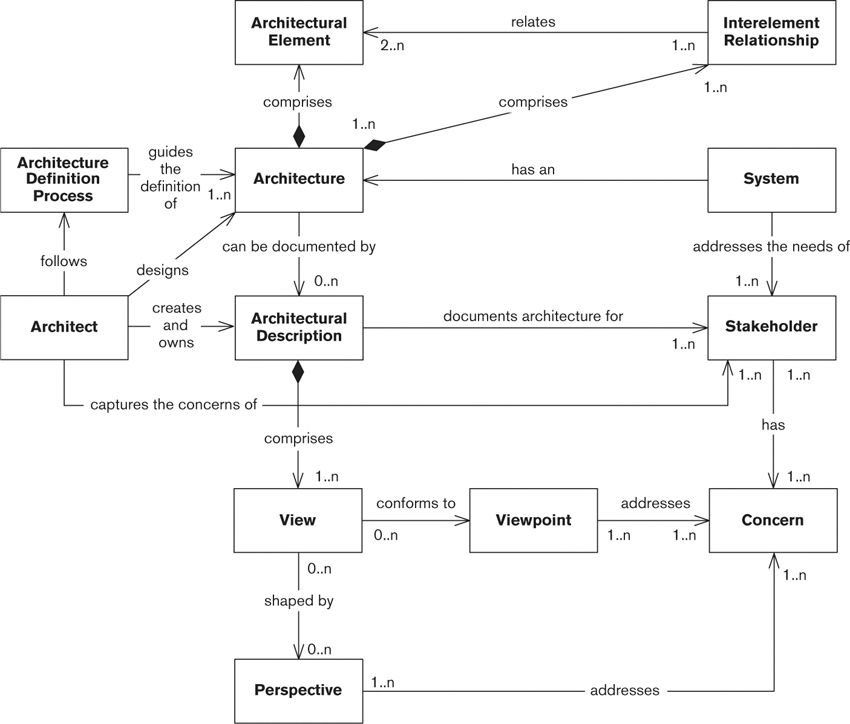 Architectural
Element
relates
2..n
1..n
Interelement
Relationship
comprises
comprises
1..n
1..n
Architecture
Definition
Process
guides
the
definition
of
1..n
Architecture
has an
System
follows
designs
can be documented by
0..n
addresses the needs of
1..n
Architect
creates
and
owns
Architectural
Description
documents architecture for
1..n
Stakeholder
captures the concerns of
1..n
1..n
comprises
1..n
has
1..n
View
conforms to
0..n
Viewpoint
addresses
1..n
1..n
Concern
0..n
shaped by
0..n
1..n
Perspective
1..n
addresses